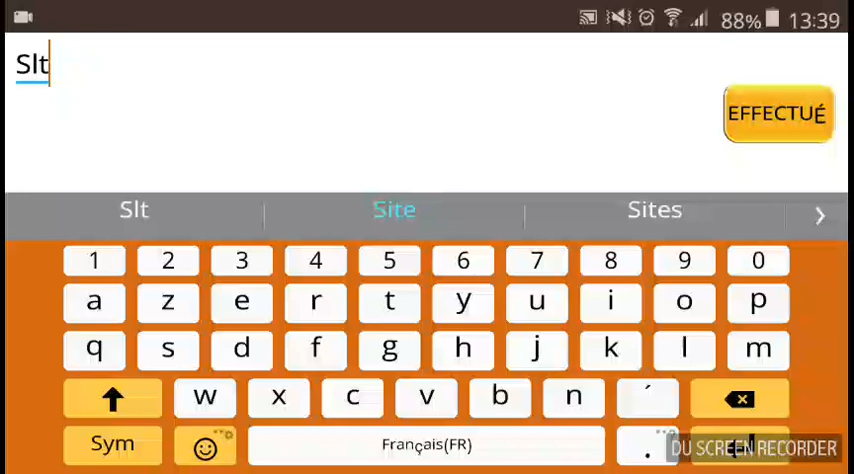 88% 13:39
Slt
EFFECTUÉ
Slt Site Sites ›
1 2 3 4 5 6 7 8 9 0
a z e r t y u i o p
q s d f g h j k l m
w x c v b n ´
Sym Français(FR) .
DU SCREEN RECORDER